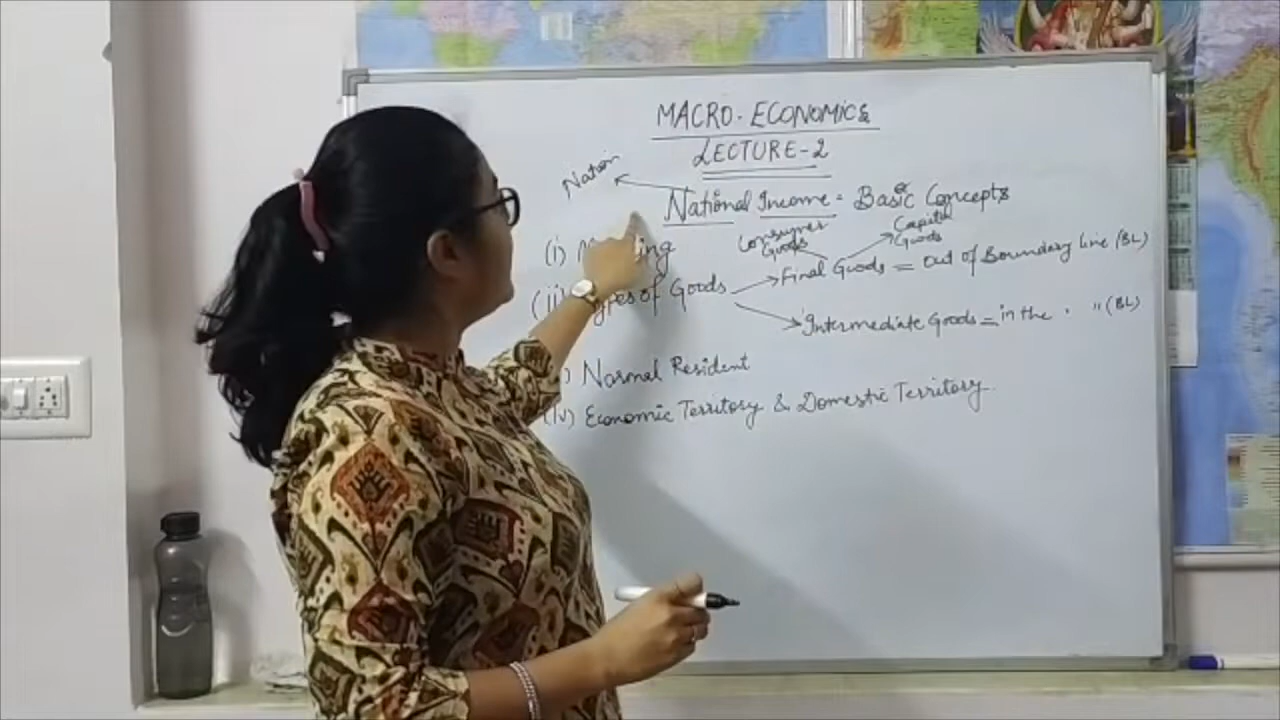 MACRO. ECONOMICS
LECTURE-2
Nation
National Income = Basic Concepts
Consumer Goods
Capital Goods
(i)
(ii) Types of Goods
Final Goods = Out of Boundary line (BL)
Intermediate Goods = in the . " (BL)
) Normal Resident
(iv) Economic Territory & Domestic Territory